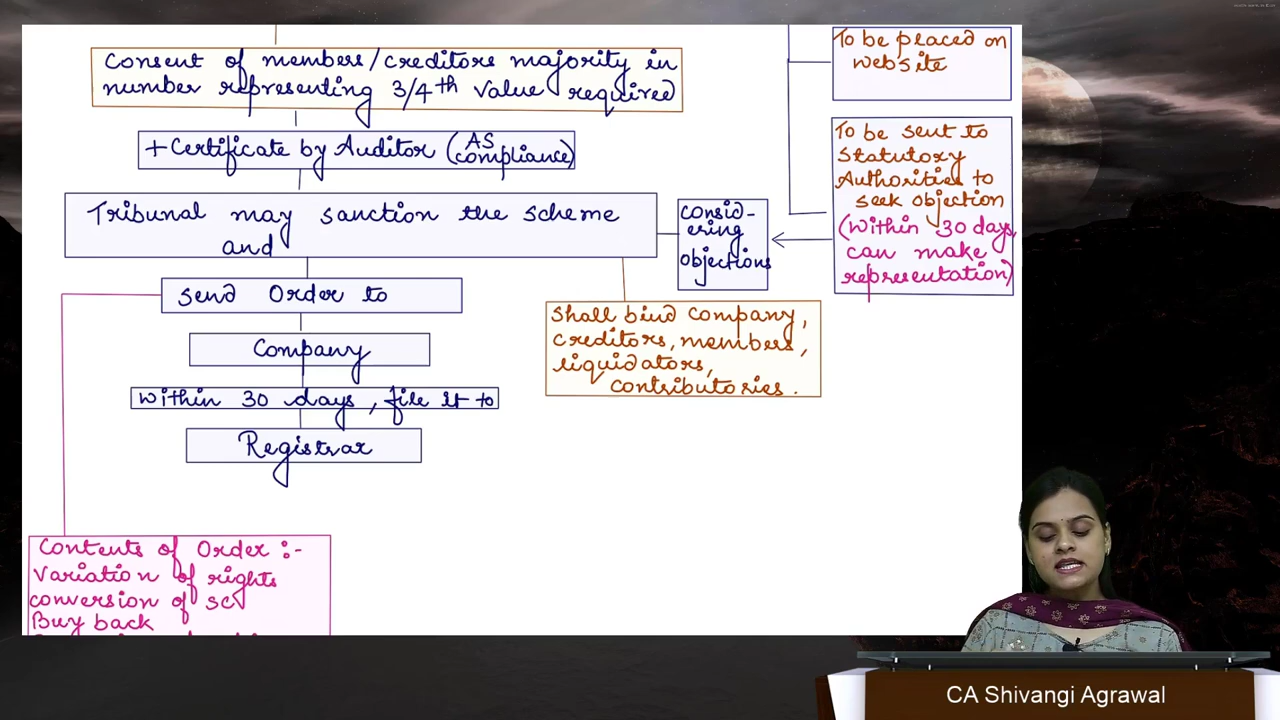 Consent of members/creditors majority in
number representing 3/4th value required
+ Certificate by Auditor (AS compliance)
Tribunal may sanction the scheme
and
send Order to
Company
within 30 days, file it to
Registrar
Contents of Order :-
Variation of rights
conversion of SC
Buy back
Consid-
ering
objections
Shall bind company,
creditors, members,
liquidators,
contributories.
To be placed on
website
To be sent to
Statutory
Authorities to
seek objection
(Within 30 days,
can make
representation)
CA Shivangi Agrawal